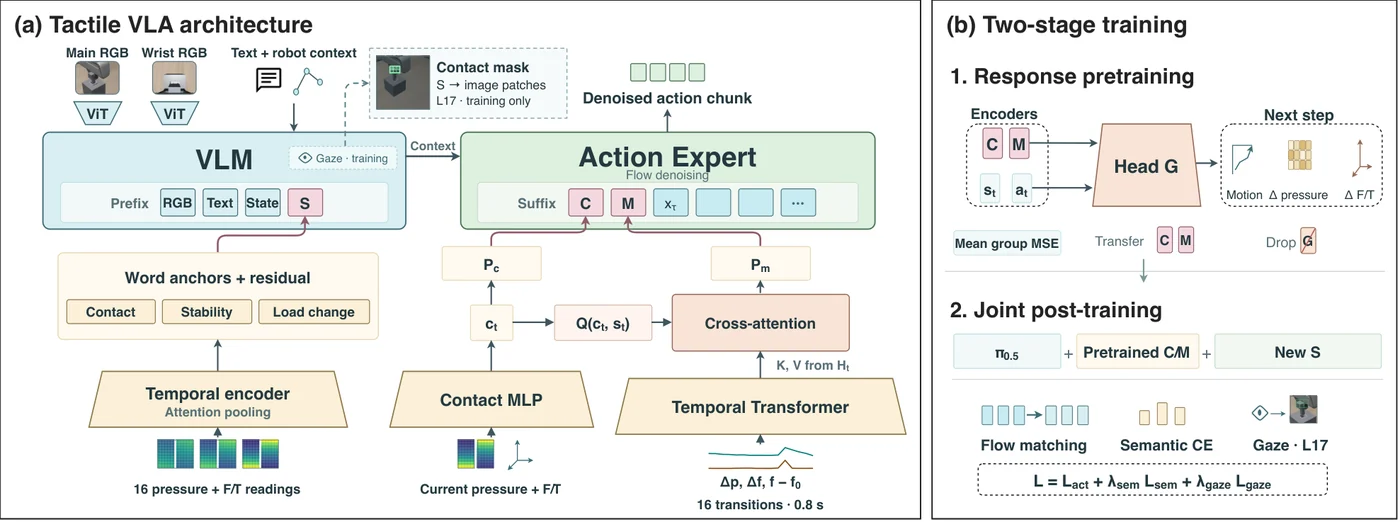 (a) Tactile VLA architecture
Main RGB
Wrist RGB
Text + robot context
ViT
ViT
Contact mask
S → image patches
L17 · training only
Denoised action chunk
VLM
Gaze · training
Context
Action Expert
Flow denoising
Prefix
RGB
Text
State
S
Suffix
C
M
xτ
...
Word anchors + residual
Contact
Stability
Load change
Pc
Pm
ct
Q(ct, st)
Cross-attention
K, V from Ht
Temporal encoder
Attention pooling
Contact MLP
Temporal Transformer
16 pressure + F/T readings
Current pressure + F/T
Δp, Δf, f − f0
16 transitions · 0.8 s
(b) Two-stage training
1. Response pretraining
Encoders
C
M
st
at
Head G
Next step
Motion
Δ pressure
Δ F/T
Mean group MSE
Transfer
C
M
Drop
G
2. Joint post-training
π0.5
+
Pretrained C/M
+
New S
Flow matching
Semantic CE
Gaze · L17
L = Lact + λsem Lsem + λgaze Lgaze